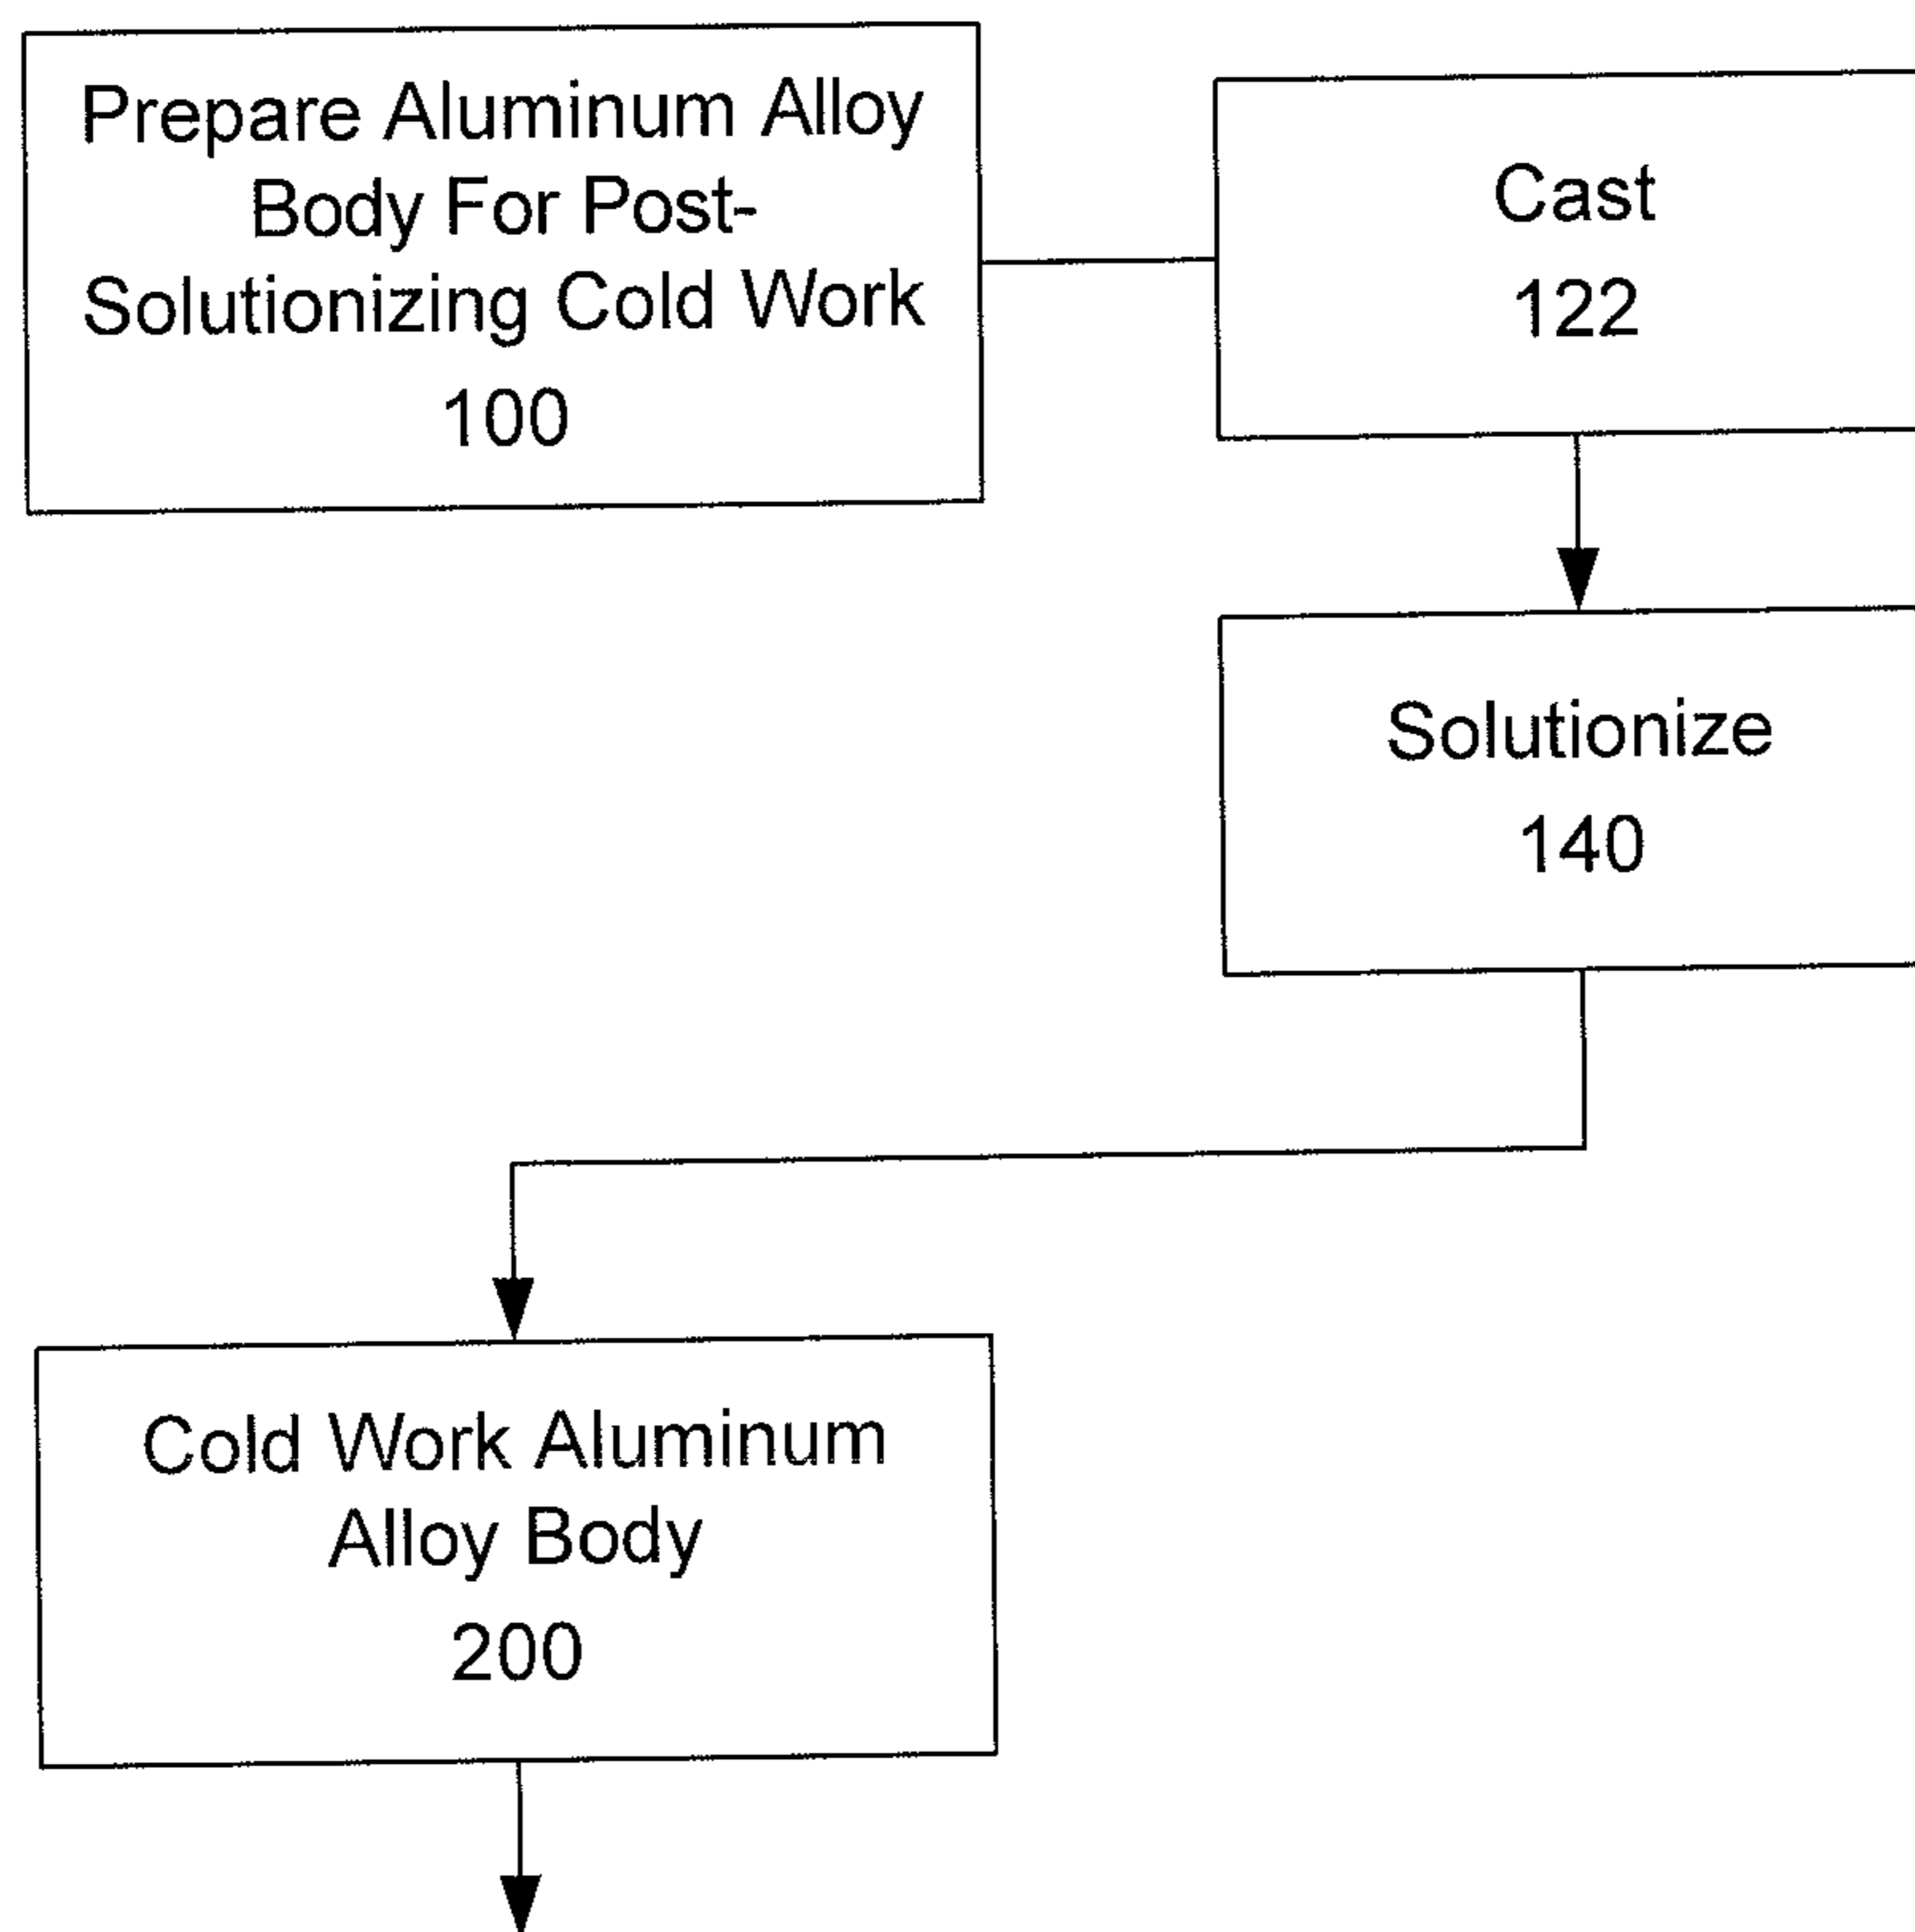 Prepare Aluminum Alloy
Body For Post-
Solutionizing Cold Work
100
Cast
122
Solutionize
140
Cold Work Aluminum
Alloy Body
200